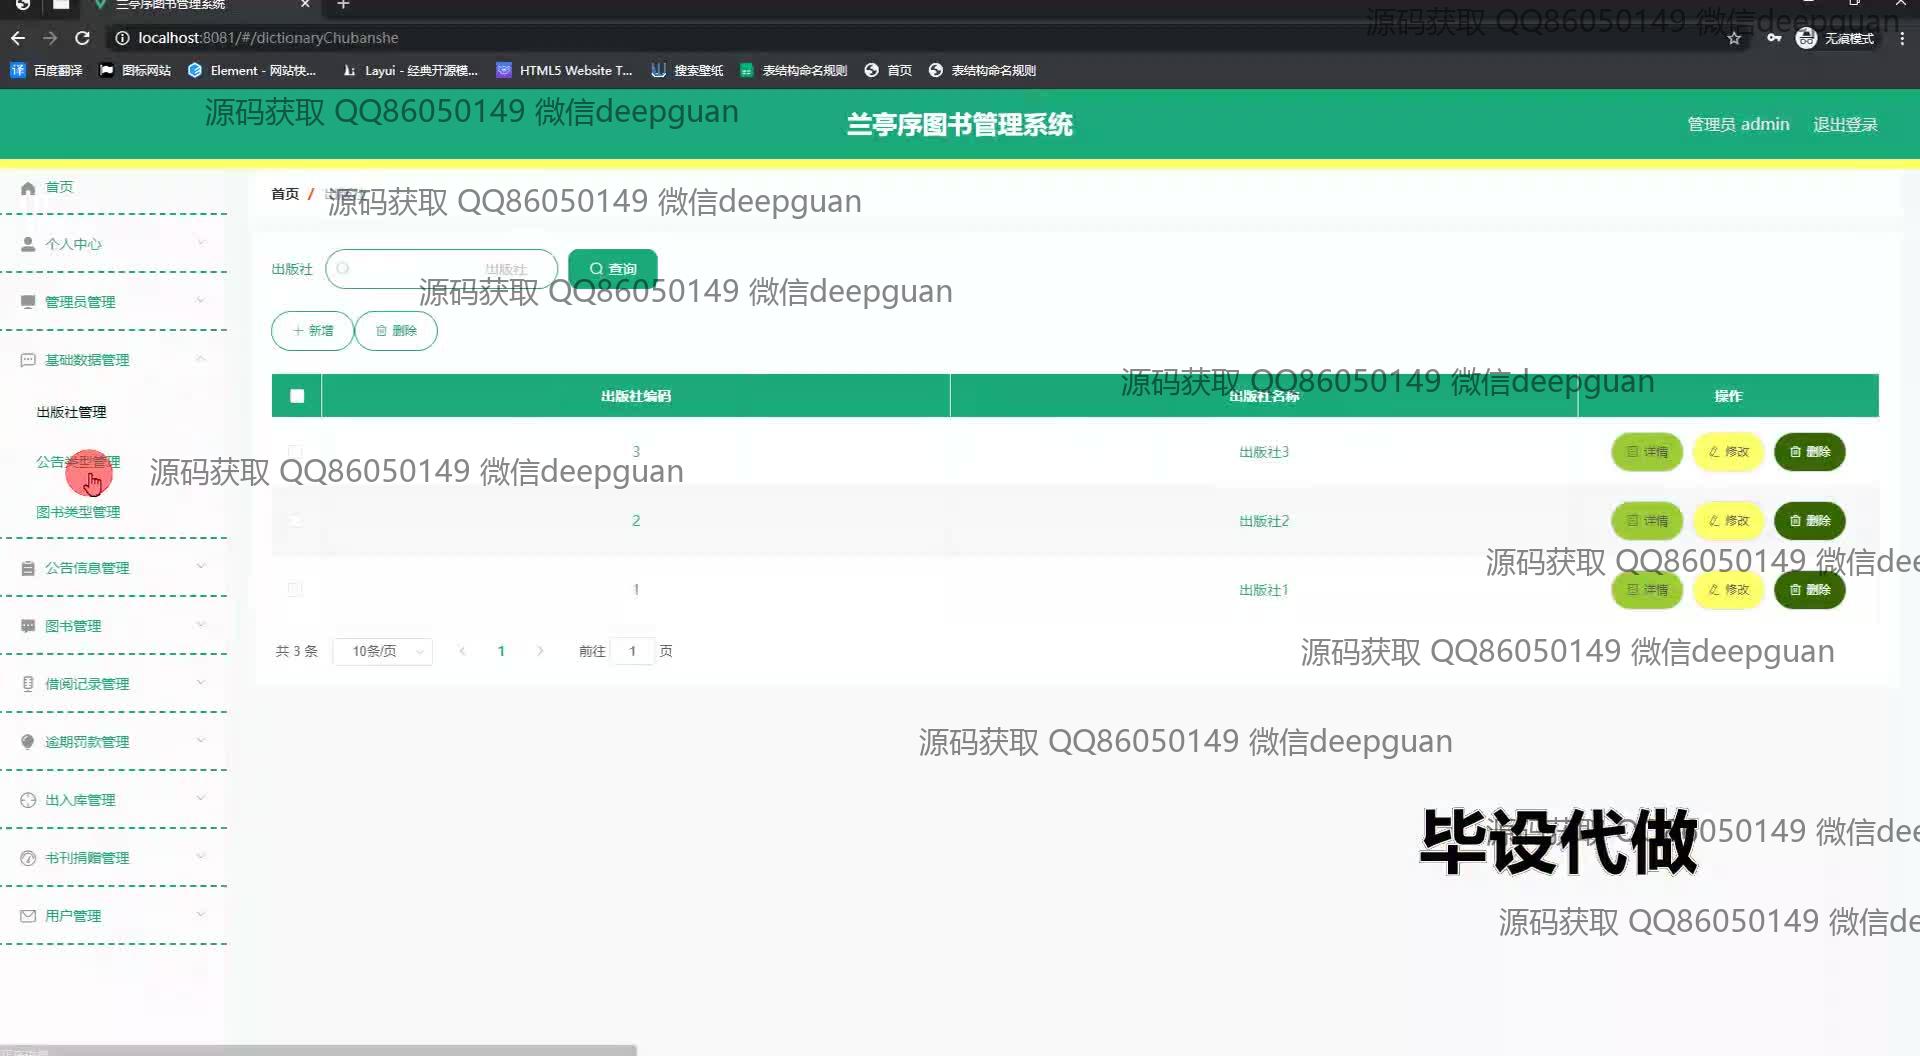 兰亭序图书管理系统
localhost:8081/#/dictionaryChubanshe
无痕模式
百度翻译 图标网站 Element - 网站快... Layui - 经典开源模... HTML5 Website T... 搜索壁纸 表结构命名规则 首页 表结构命名规则
源码获取 QQ86050149 微信deepguan
源码获取 QQ86050149 微信deepguan
兰亭序图书管理系统
管理员 admin 退出登录
首页
个人中心
管理员管理
基础数据管理
出版社管理
公告类型管理
图书类型管理
公告信息管理
图书管理
借阅记录管理
逾期罚款管理
出入库管理
书刊捐赠管理
用户管理
首页 /
源码获取 QQ86050149 微信deepguan
出版社 出版社 查询
源码获取 QQ86050149 微信deepguan
新增 删除
源码获取 QQ86050149 微信deepguan
出版社编码 出版社名称 操作
3 出版社3 详情 修改 删除
源码获取 QQ86050149 微信deepguan
2 出版社2 详情 修改 删除
源码获取 QQ86050149 微信dee
1 出版社1 详情 修改 删除
共 3 条 10条/页 1 前往 1 页
源码获取 QQ86050149 微信deepguan
源码获取 QQ86050149 微信deepguan
毕设代做
050149 微信dee
源码获取 QQ86050149 微信de